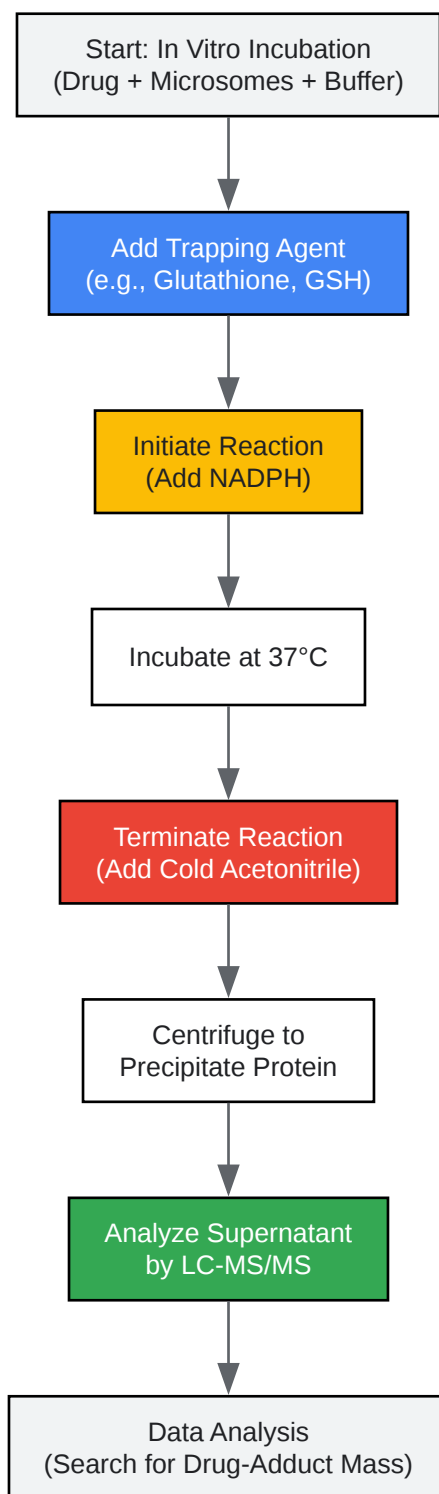 Start: In Vitro Incubation
(Drug + Microsomes + Buffer)
Add Trapping Agent
(e.g., Glutathione, GSH)
Initiate Reaction
(Add NADPH)
Incubate at 37°C
Terminate Reaction
(Add Cold Acetonitrile)
Centrifuge to
Precipitate Protein
Analyze Supernatant
by LC-MS/MS
Data Analysis
(Search for Drug-Adduct Mass)